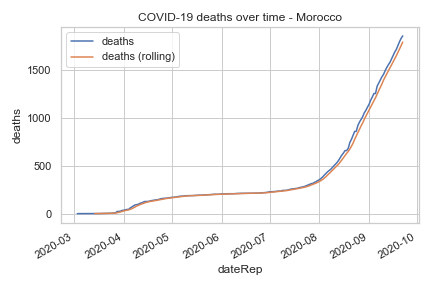 COVID-19 deaths over time - Morocco
deaths
deaths (rolling)
deaths
1500
1000
500
0
2020-03
2020-04
2020-05
2020-06
2020-07
2020-08
2020-09
2020-10
dateRep